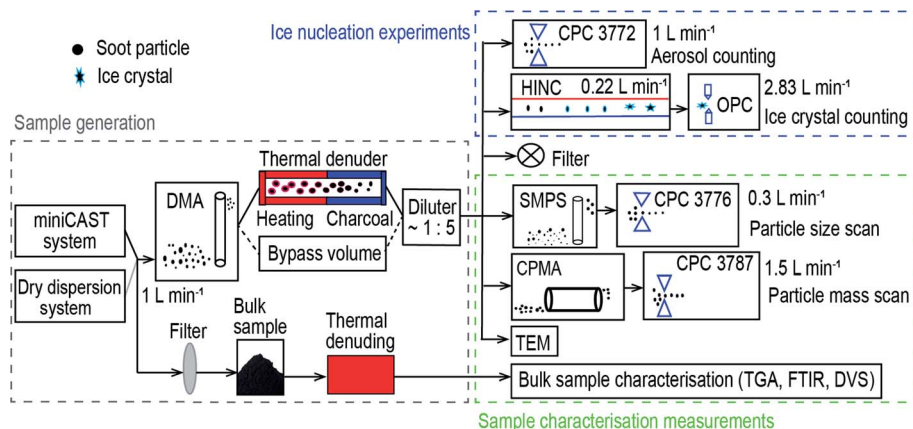 Ice nucleation experiments
Soot particle
Ice crystal
CPC 3772
1 L min⁻¹
Aerosol counting
HINC
0.22 L min⁻¹
OPC
2.83 L min⁻¹
Ice crystal counting
Filter
Sample generation
miniCAST
system
Dry dispersion
system
DMA
1 L min⁻¹
Thermal denuder
Heating
Charcoal
Bypass volume
Diluter
~ 1 : 5
SMPS
CPC 3776
0.3 L min⁻¹
Particle size scan
CPMA
CPC 3787
1.5 L min⁻¹
Particle mass scan
TEM
Filter
Bulk
sample
Thermal
denuding
Bulk sample characterisation (TGA, FTIR, DVS)
Sample characterisation measurements